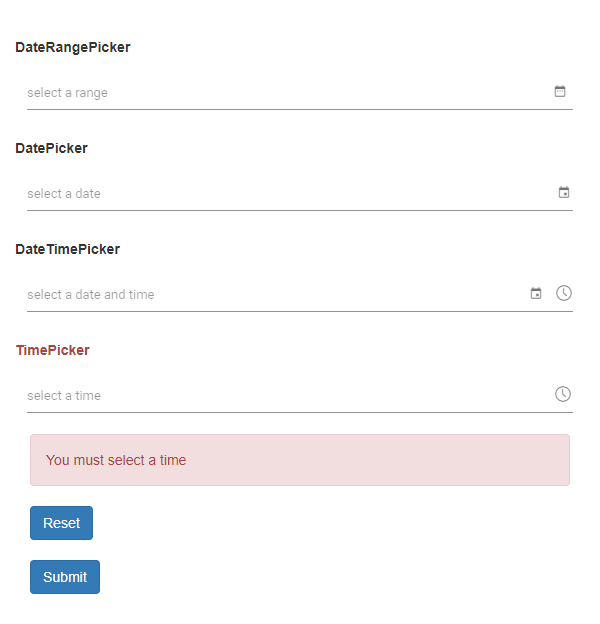 DateRangePicker
select a range
DatePicker
select a date
DateTimePicker
select a date and time
TimePicker
select a time
You must select a time
Reset
Submit